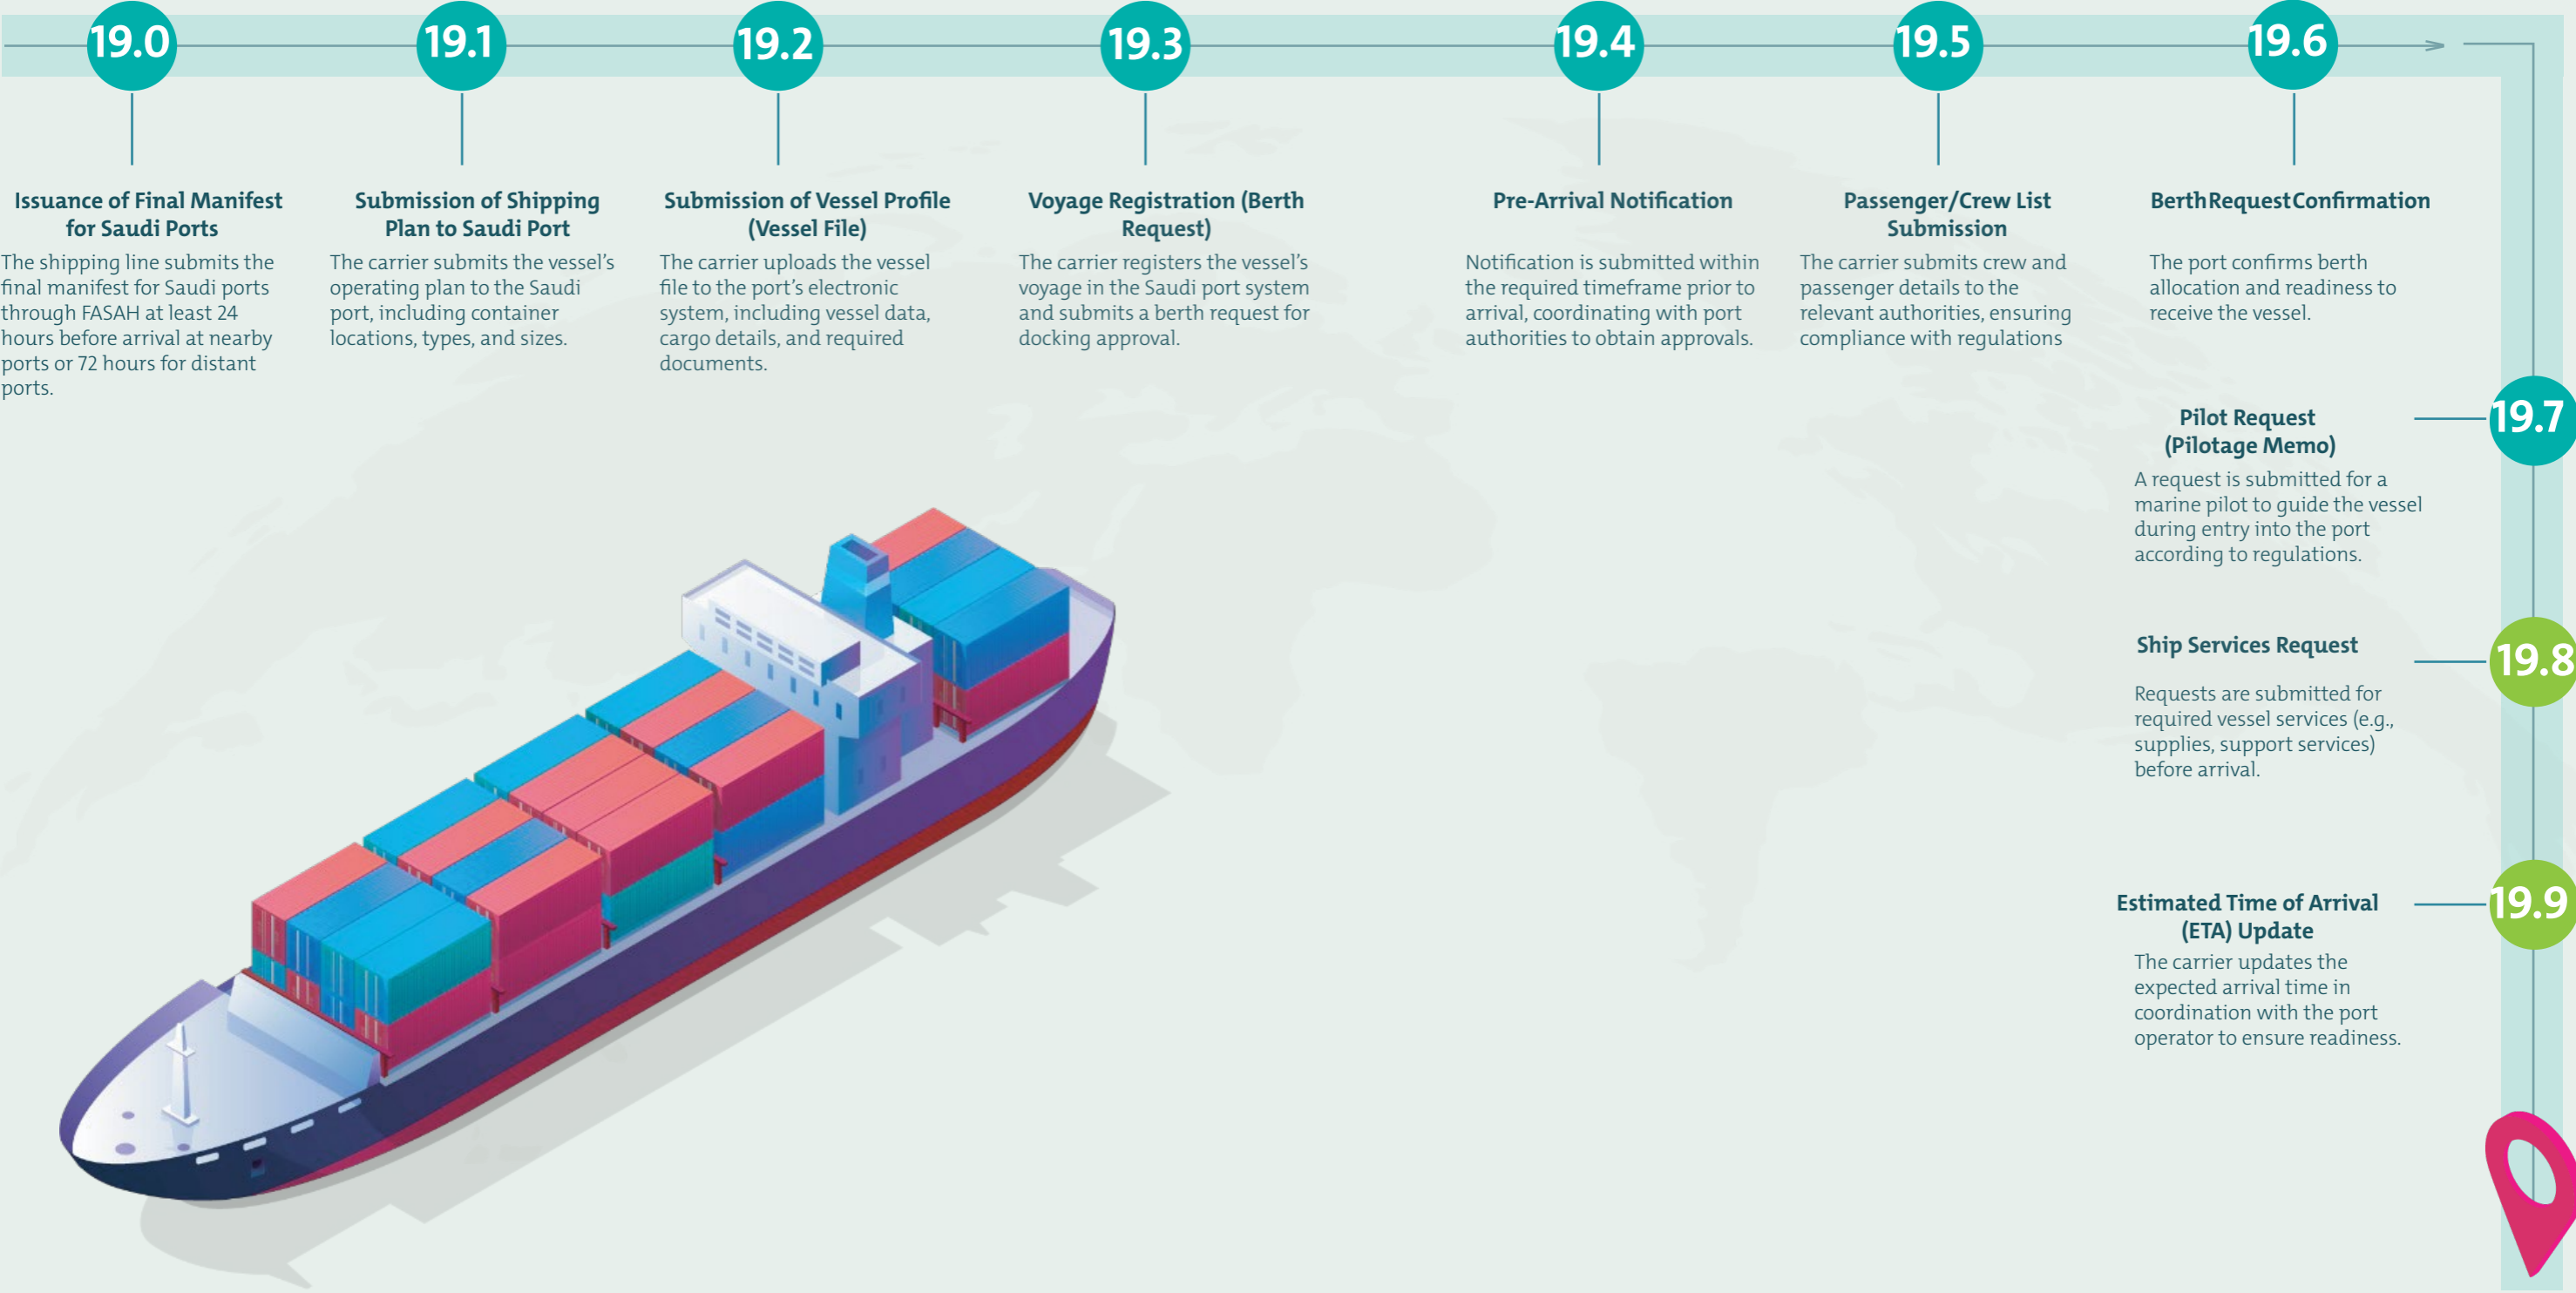 19.0
Issuance of Final Manifest
for Saudi Ports
The shipping line submits the
final manifest for Saudi ports
through FASAH at least 24
hours before arrival at nearby
ports or 72 hours for distant
ports.
19.1
Submission of Shipping
Plan to Saudi Port
The carrier submits the vessel's
operating plan to the Saudi
port, including container
locations, types, and sizes.
19.2
Submission of Vessel Profile
(Vessel File)
The carrier uploads the vessel
file to the port's electronic
system, including vessel data,
cargo details, and required
documents.
19.3
Voyage Registration (Berth
Request)
The carrier registers the vessel's
voyage in the Saudi port system
and submits a berth request for
docking approval.
19.4
Pre-Arrival Notification
Notification is submitted within
the required timeframe prior to
arrival, coordinating with port
authorities to obtain approvals.
19.5
Passenger/Crew List
Submission
The carrier submits crew and
passenger details to the
relevant authorities, ensuring
compliance with regulations
19.6
Berth Request Confirmation
The port confirms berth
allocation and readiness to
receive the vessel.
19.7
Pilot Request
(Pilotage Memo)
A request is submitted for a
marine pilot to guide the vessel
during entry into the port
according to regulations.
19.8
Ship Services Request
Requests are submitted for
required vessel services (e.g.,
supplies, support services)
before arrival.
19.9
Estimated Time of Arrival
(ETA) Update
The carrier updates the
expected arrival time in
coordination with the port
operator to ensure readiness.